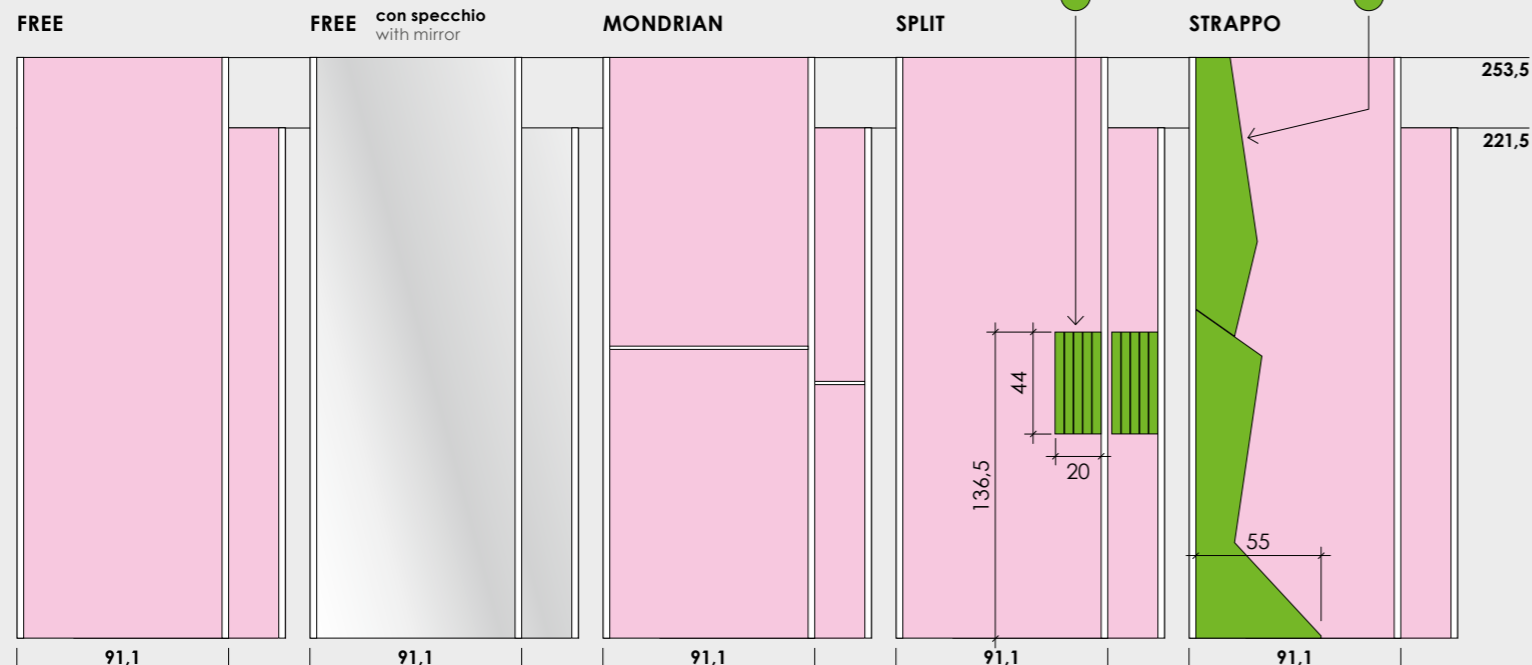 FREE
FREE con specchio
with mirror
MONDRIAN
SPLIT
STRAPPO
253,5
221,5
44
20
136,5
55
91,1
91,1
91,1
91,1
91,1